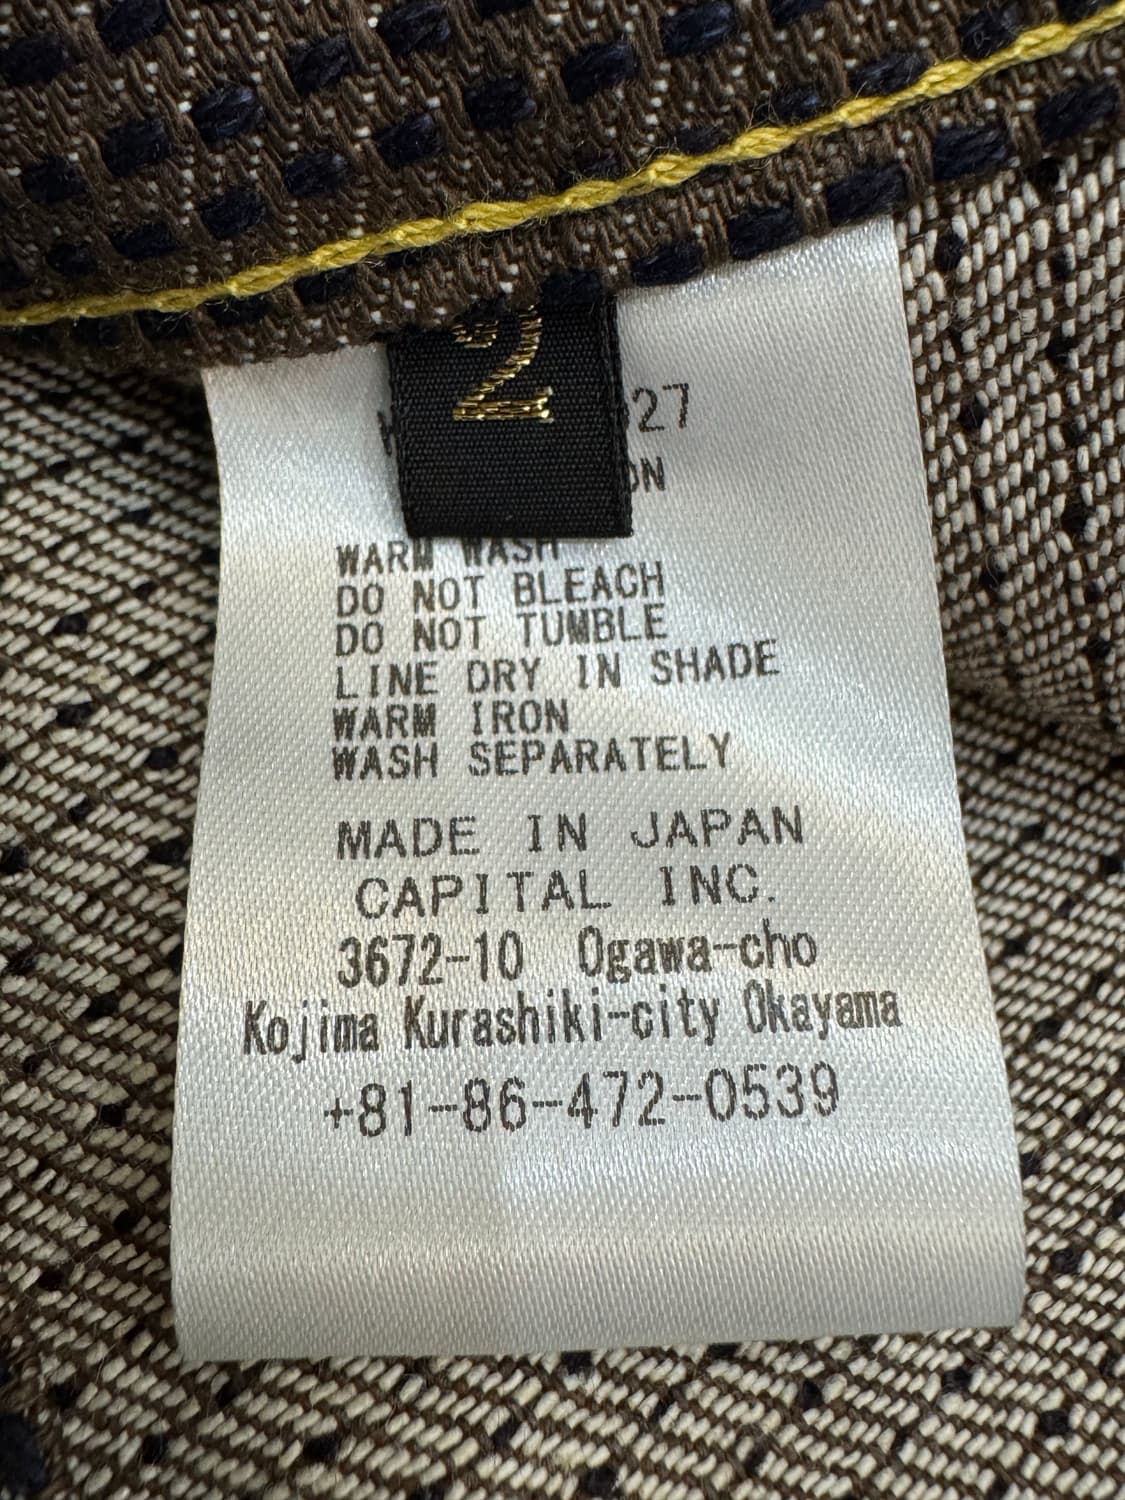 2
27
ON
WARM WASH
DO NOT BLEACH
DO NOT TUMBLE
LINE DRY IN SHADE
WARM IRON
WASH SEPARATELY
MADE IN JAPAN
CAPITAL INC.
3672-10 Ogawa-cho
Kojima Kurashiki-city Okayama
+81-86-472-0539